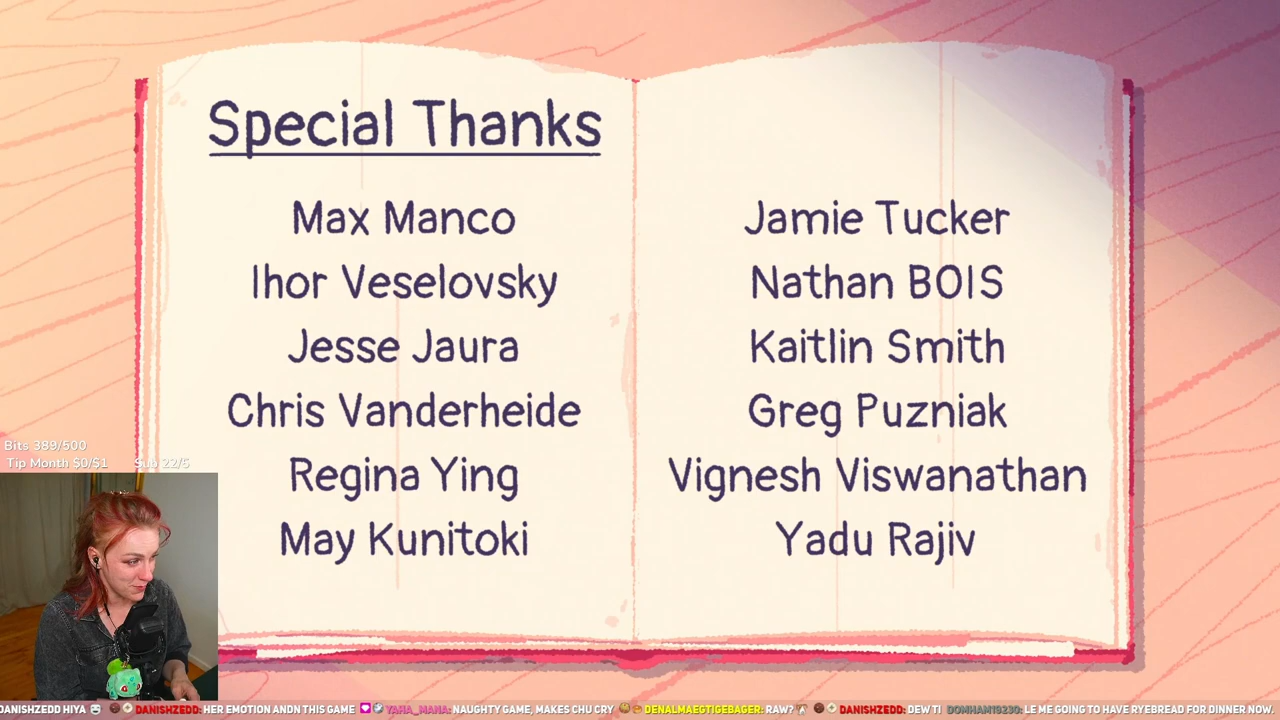 Special Thanks
Max Manco
Ihor Veselovsky
Jesse Jaura
Chris Vanderheide
Regina Ying
May Kunitoki
Jamie Tucker
Nathan BOIS
Kaitlin Smith
Greg Puzniak
Vignesh Viswanathan
Yadu Rajiv
Bits 389/500
Tip Month $0/$1 Sub 22/5
DANISHZEDD HIYA DANISHZEDD: HER EMOTION ANDN THIS GAME YAHA_MANA: NAUGHTY GAME, MAKES CHU CRY DENALMAEGTIGEBAGER: RAW? DANISHZEDD: DEW TI DOMHAM19230: LE ME GOING TO HAVE RYEBREAD FOR DINNER NOW.